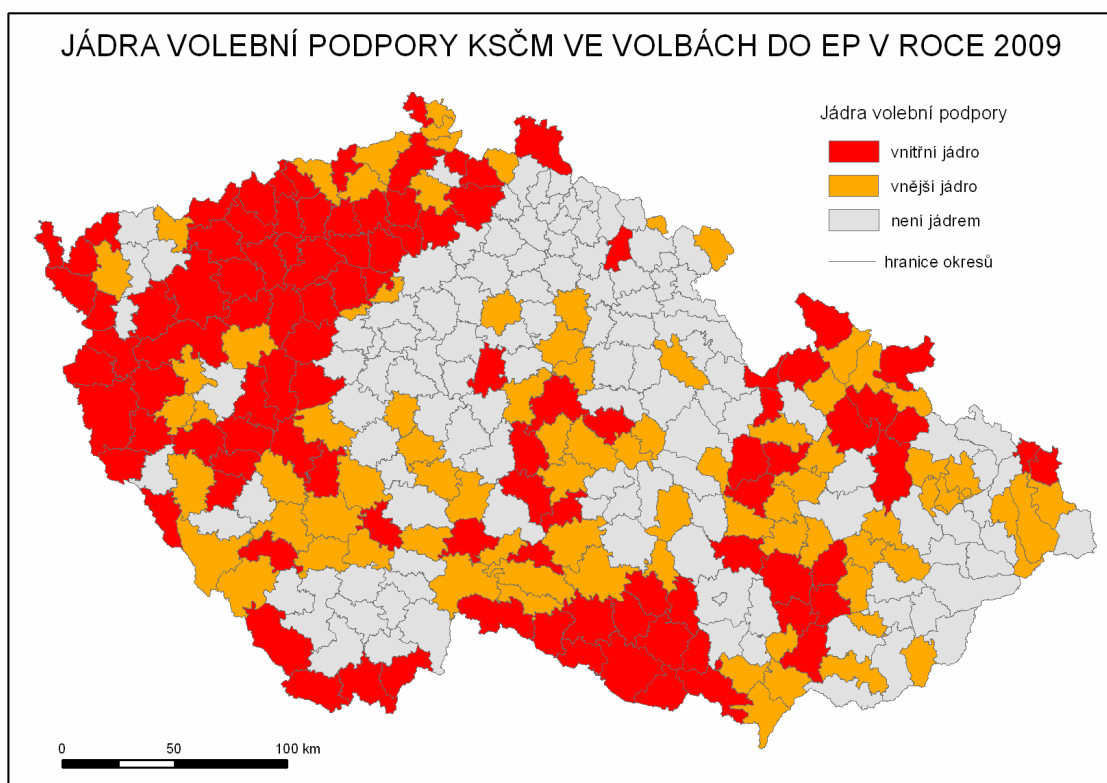 JÁDRA VOLEBNÍ PODPORY KSČM VE VOLBÁCH DO EP V ROCE 2009
Jádra volební podpory
vnitřní jádro
vnější jádro
není jádrem
hranice okresů
0 50 100 km